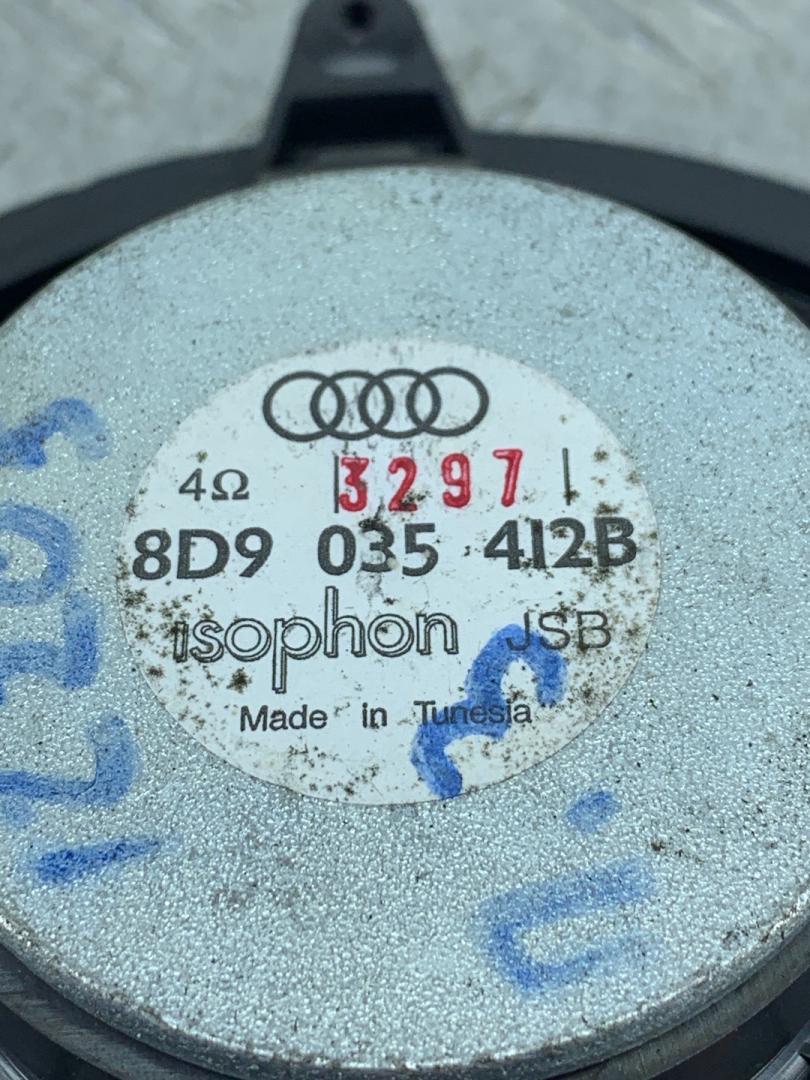 4Ω 3297
8D9 035 412B
isophon JSB
Made in Tunesia